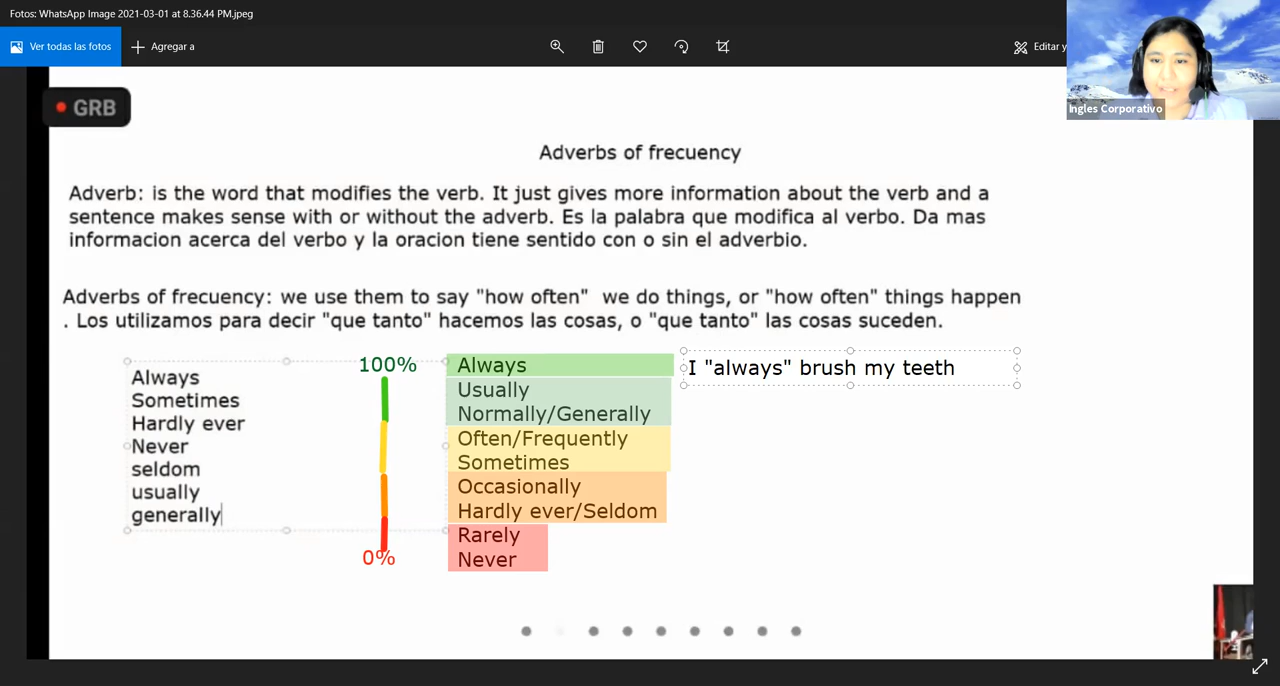 Fotos: WhatsApp Image 2021-03-01 at 8.36.44 PM.jpeg
Ver todas las fotos
Agregar a
Editar y
Ingles Corporativo
GRB
Adverbs of frecuency
Adverb: is the word that modifies the verb. It just gives more information about the verb and a
sentence makes sense with or without the adverb. Es la palabra que modifica al verbo. Da mas
informacion acerca del verbo y la oracion tiene sentido con o sin el adverbio.
Adverbs of frecuency: we use them to say "how often" we do things, or "how often" things happen
. Los utilizamos para decir "que tanto" hacemos las cosas, o "que tanto" las cosas suceden.
Always
Sometimes
Hardly ever
Never
seldom
usually
generally
100%
0%
Always
Usually
Normally/Generally
Often/Frequently
Sometimes
Occasionally
Hardly ever/Seldom
Rarely
Never
I "always" brush my teeth